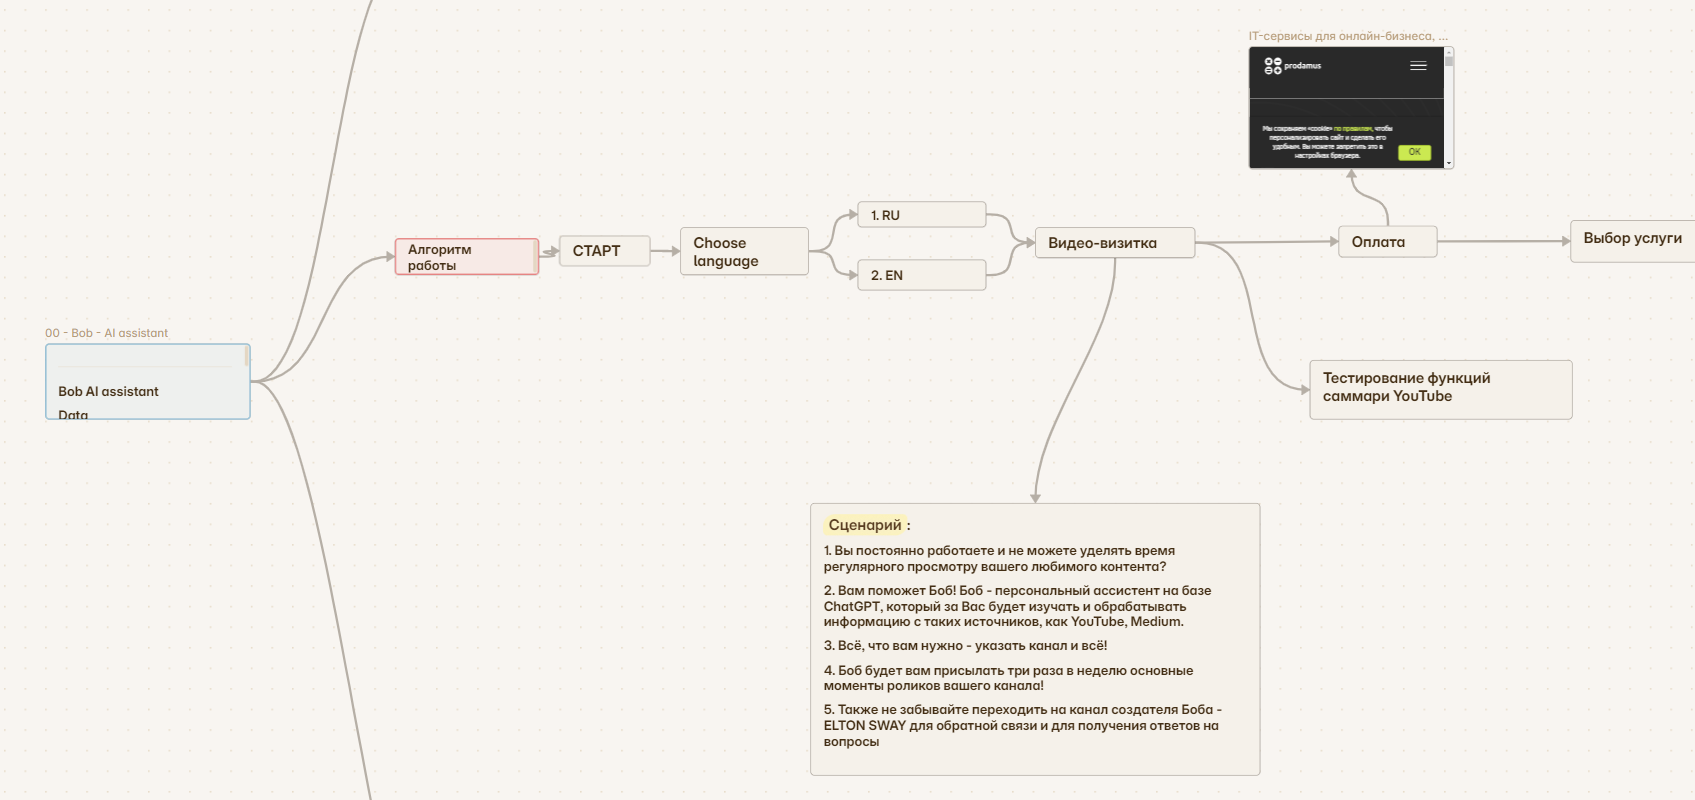 IT-сервисы для онлайн-бизнеса, ...
prodamus
Мы сохраняем «cookie» по правилам, чтобы
персонализировать сайт и сделать его
удобным. Вы можете запретить это в
настройках браузера.
OK
Алгоритм
работы
СТАРТ
Choose
language
1. RU
2. EN
Видео-визитка
Оплата
Выбор услуги
00 - Bob - AI assistant
Bob AI assistant
Data
Тестирование функций
саммари YouTube
Сценарий :
1. Вы постоянно работаете и не можете уделять время
регулярного просмотру вашего любимого контента?
2. Вам поможет Боб! Боб - персональный ассистент на базе
ChatGPT, который за Вас будет изучать и обрабатывать
информацию с таких источников, как YouTube, Medium.
3. Всё, что вам нужно - указать канал и всё!
4. Боб будет вам присылать три раза в неделю основные
моменты роликов вашего канала!
5. Также не забывайте переходить на канал создателя Боба -
ELTON SWAY для обратной связи и для получения ответов на
вопросы